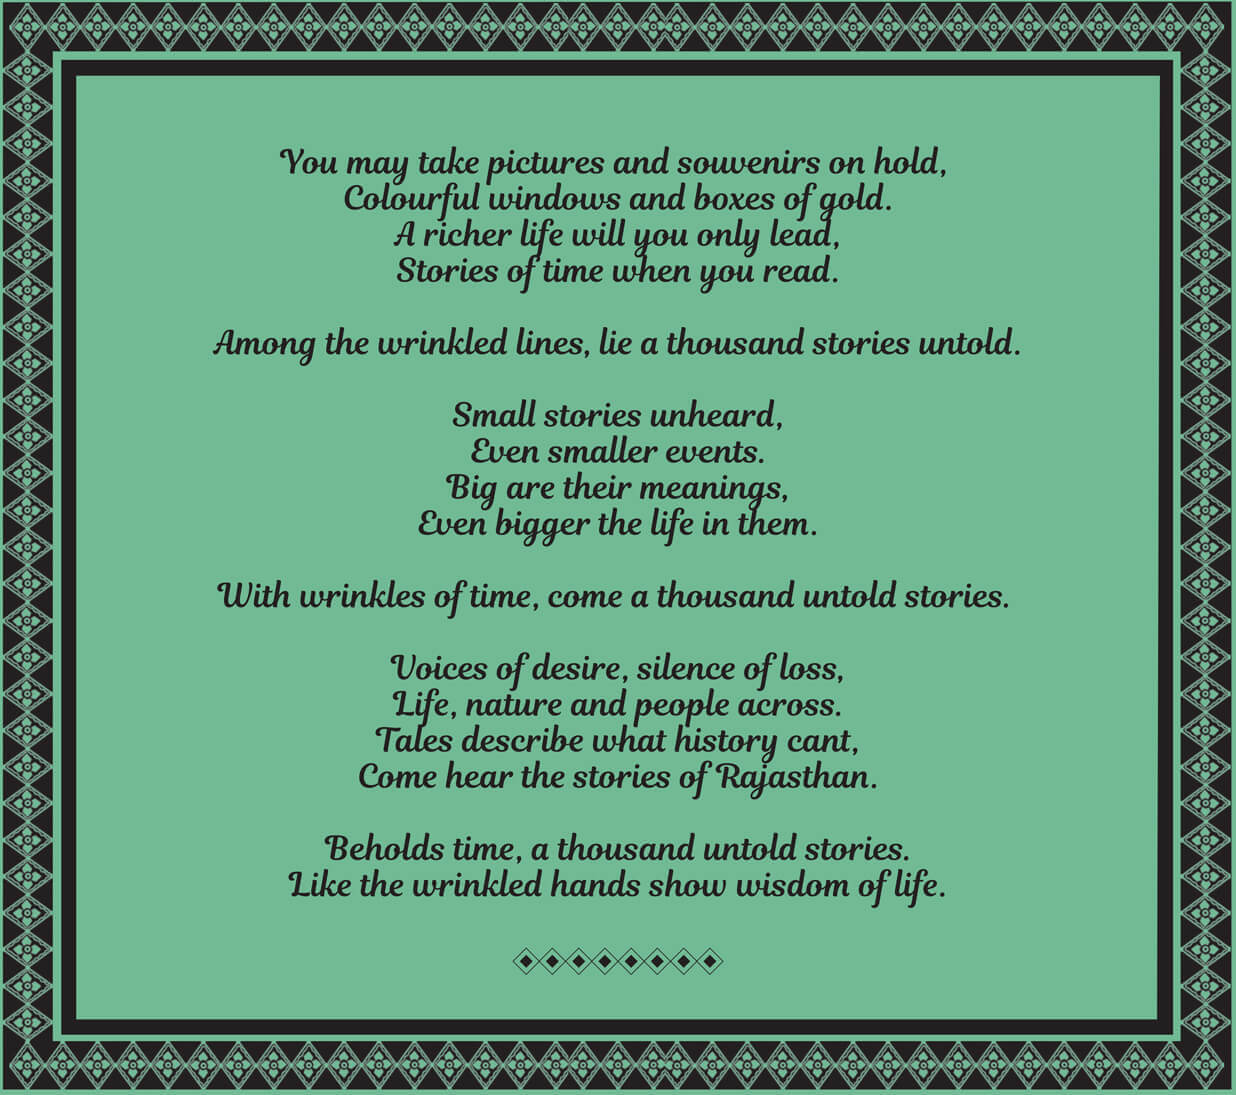 You may take pictures and souvenirs on hold,
Colourful windows and boxes of gold.
A richer life will you only lead,
Stories of time when you read.
Among the wrinkled lines, lie a thousand stories untold.
Small stories unheard,
Even smaller events.
Big are their meanings,
Even bigger the life in them.
With wrinkles of time, come a thousand untold stories.
Voices of desire, silence of loss,
Life, nature and people across.
Tales describe what history cant,
Come hear the stories of Rajasthan.
Beholds time, a thousand untold stories.
Like the wrinkled hands show wisdom of life.